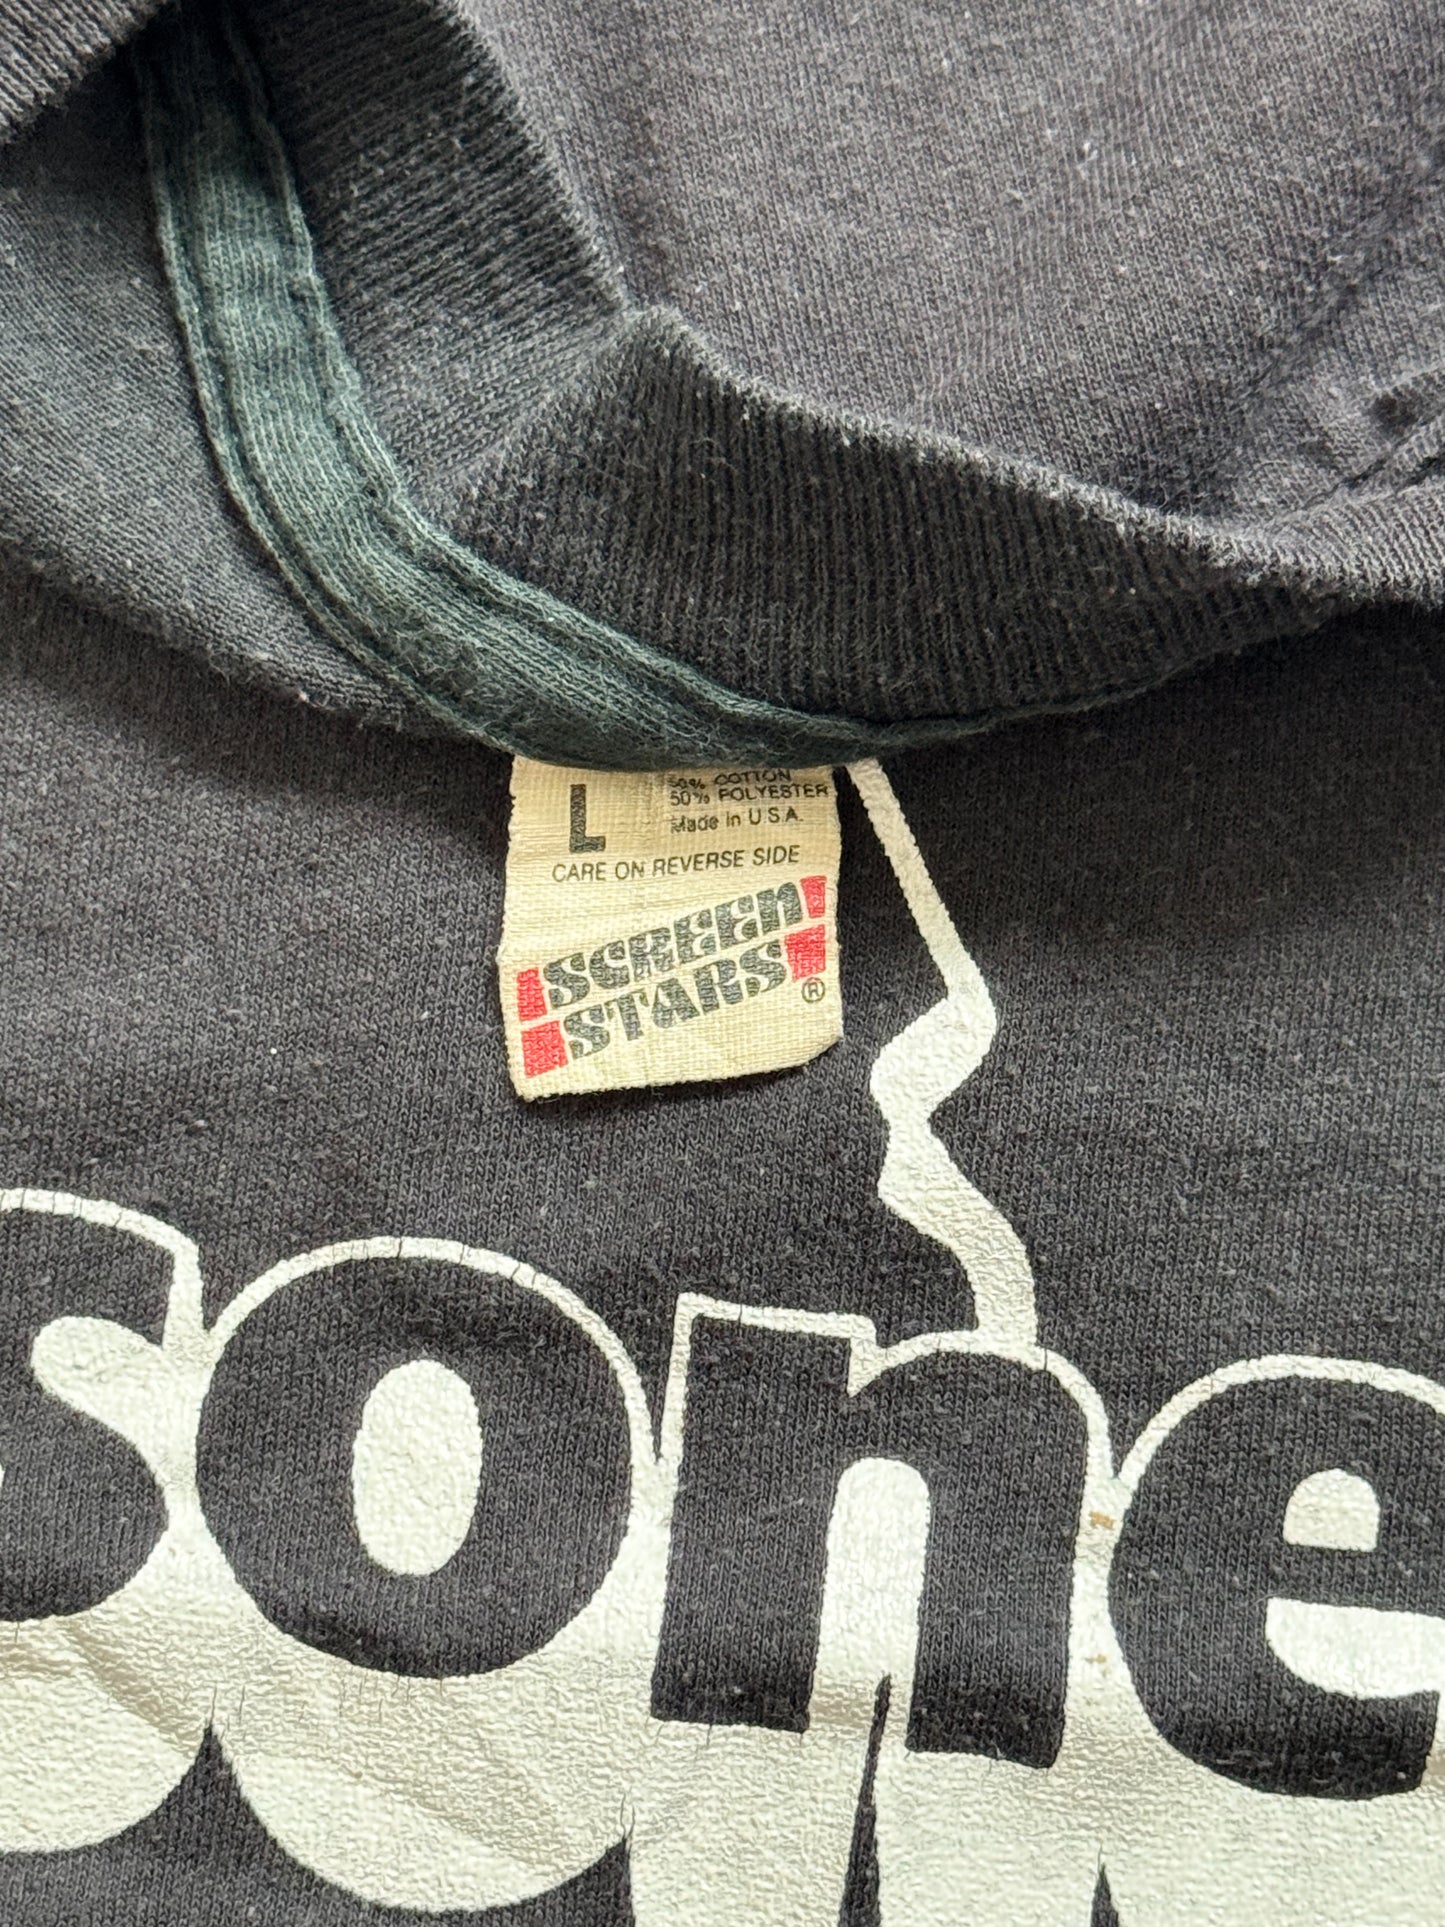 L
50% COTTON
50% POLYESTER
Made in U.S.A.
CARE ON REVERSE SIDE
SCREEN
STARS®
sone